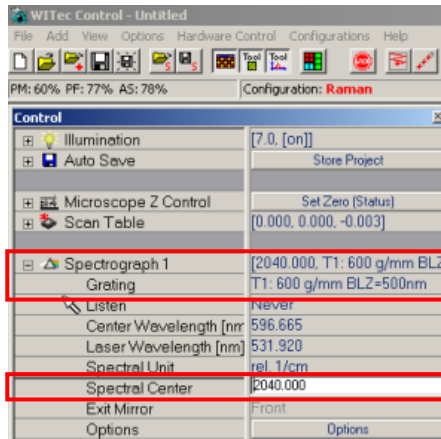 WITec Control - Untitled
File Add View Options Hardware Control Configurations Help
PM: 60% PF: 77% AS: 78% Configuration: Raman
Control
Illumination [7.0, [on]]
Auto Save Store Project
Microscope Z Control Set Zero (Status)
Scan Table [0.000, 0.000, -0.003]
Spectrograph 1 [2040.000, T1: 600 g/mm BLZ
Grating T1: 600 g/mm BLZ=500nm
Listen Never
Center Wavelength [nm 596.665
Laser Wavelength [nm] 531.920
Spectral Unit rel. 1/cm
Spectral Center 2040.000
Exit Mirror Front
Options Options